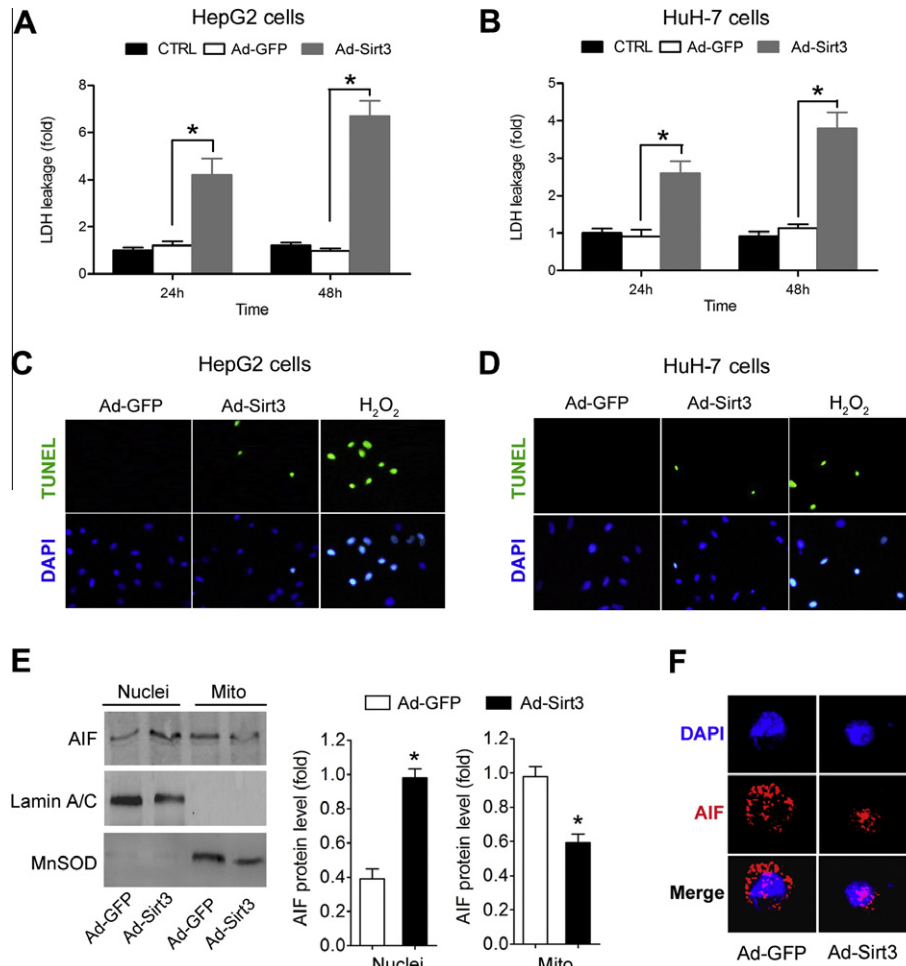 A
HepG2 cells
CTRL Ad-GFP Ad-Sirt3
LDH leakage (fold)
8
6
4
2
0
* *
24h 48h
Time
B
HuH-7 cells
CTRL Ad-GFP Ad-Sirt3
LDH leakage (fold)
5
4
3
2
1
0
* *
24h 48h
Time
C
HepG2 cells
Ad-GFP Ad-Sirt3 H₂O₂
TUNEL
DAPI
D
HuH-7 cells
Ad-GFP Ad-Sirt3 H₂O₂
TUNEL
DAPI
E
Nuclei Mito
AIF
Lamin A/C
MnSOD
Ad-GFP Ad-Sirt3 Ad-GFP Ad-Sirt3
Ad-GFP Ad-Sirt3
AIF protein level (fold)
1.2
1.0
0.8
0.6
0.4
0.2
0.0
*
Nuclei
AIF protein level (fold)
1.2
1.0
0.8
0.6
0.4
0.2
0.0
*
Mito
F
DAPI
AIF
Merge
Ad-GFP Ad-Sirt3